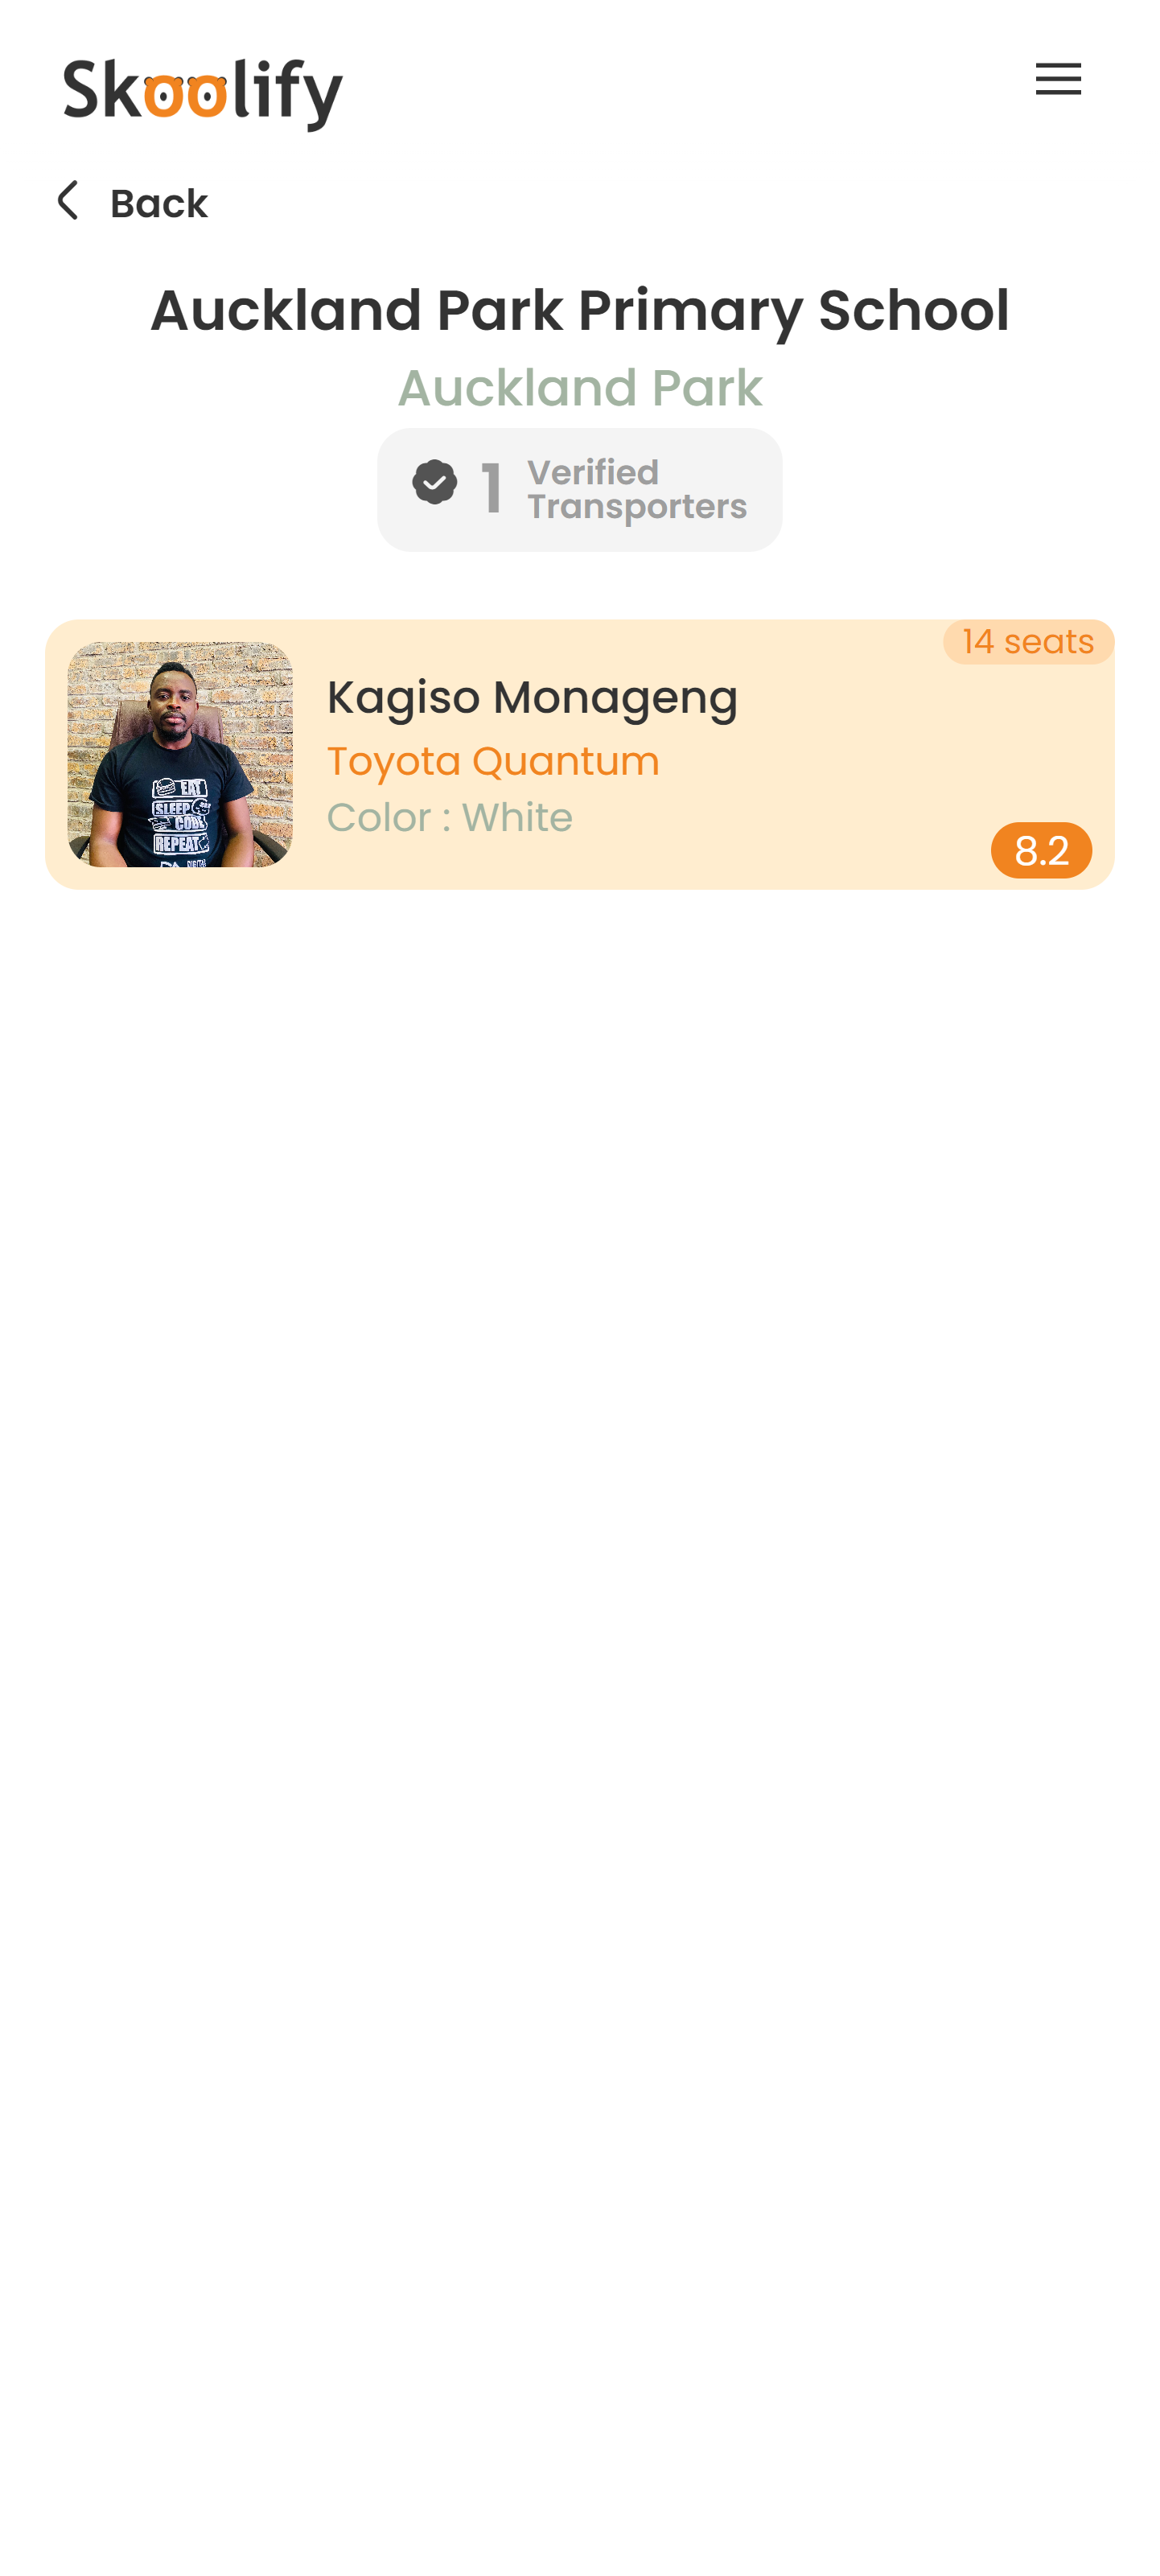 Skoolify
Back
Auckland Park Primary School
Auckland Park
1
Verified
Transporters
14 seats
Kagiso Monageng
Toyota Quantum
Color : White
8.2
EAT
SLEEP
CODE
REPEAT
DIGITAL